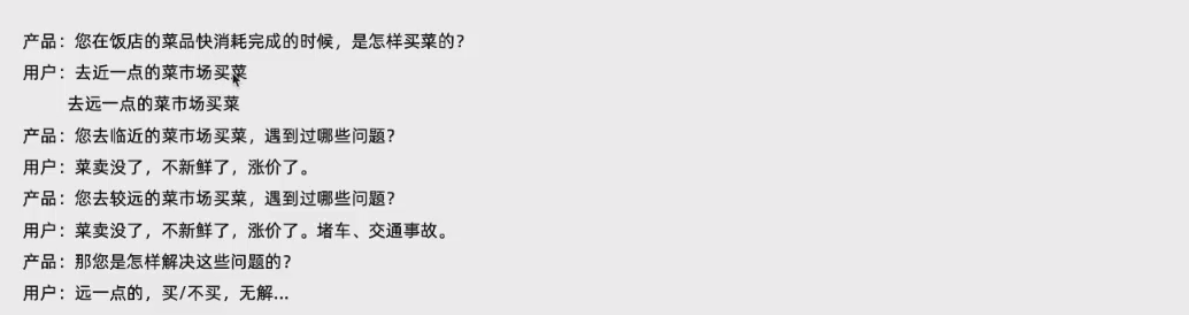 产品：您在饭店的菜品快消耗完成的时候，是怎样买菜的？
用户：去近一点的菜市场买菜
去远一点的菜市场买菜
产品：您去临近的菜市场买菜，遇到过哪些问题？
用户：菜卖没了，不新鲜了，涨价了。
产品：您去较远的菜市场买菜，遇到过哪些问题？
用户：菜卖没了，不新鲜了，涨价了。堵车、交通事故。
产品：那您是怎样解决这些问题的？
用户：远一点的，买/不买，无解...